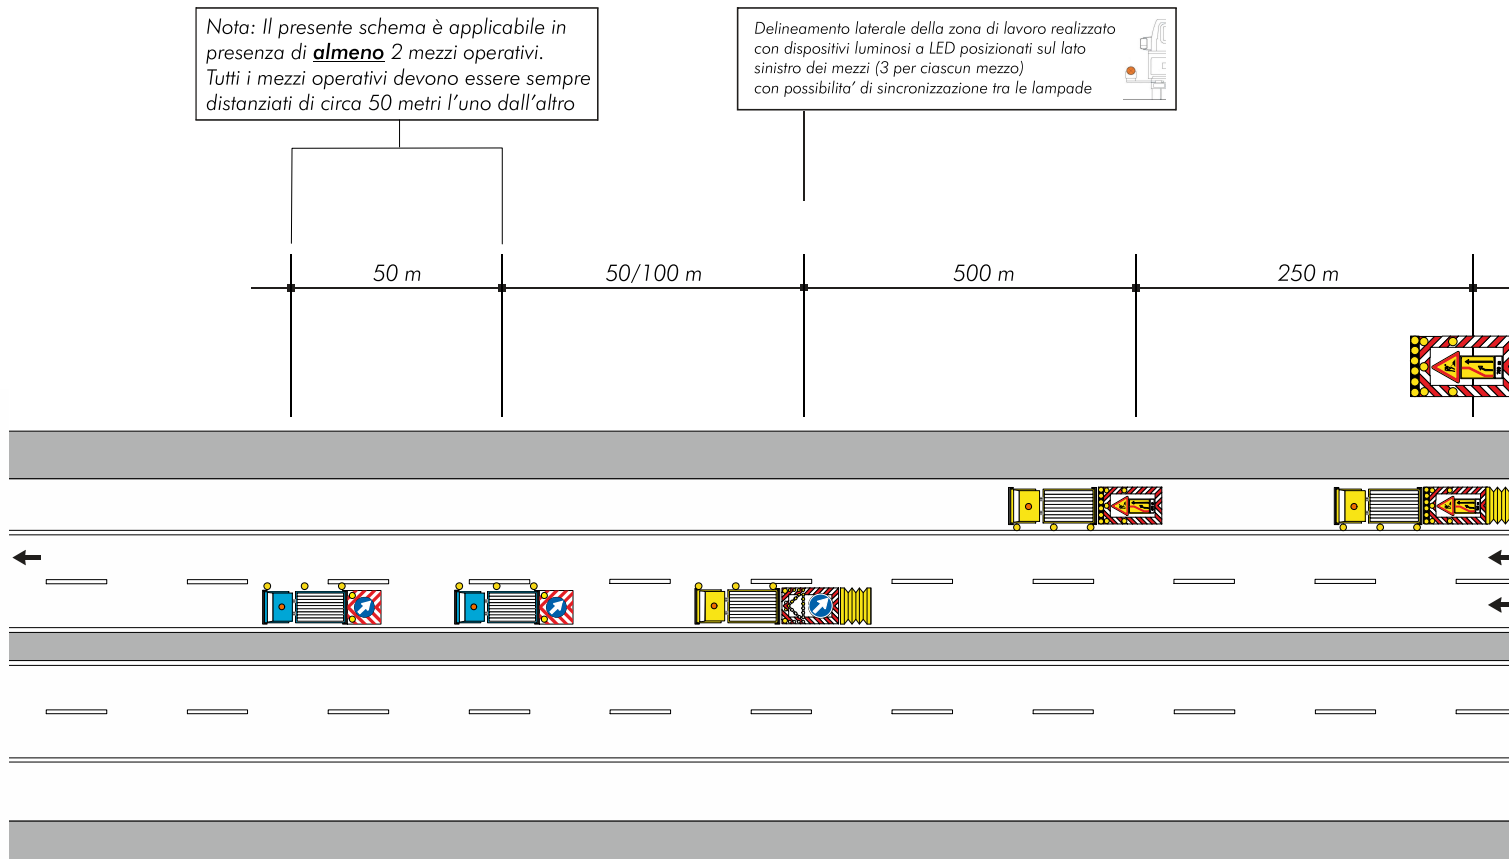 Nota: Il presente schema è applicabile in
presenza di almeno 2 mezzi operativi.
Tutti i mezzi operativi devono essere sempre
distanziati di circa 50 metri l'uno dall'altro
Delineamento laterale della zona di lavoro realizzato
con dispositivi luminosi a LED posizionati sul lato
sinistro dei mezzi (3 per ciascun mezzo)
con possibilita' di sincronizzazione tra le lampade
50 m
50/100 m
500 m
250 m